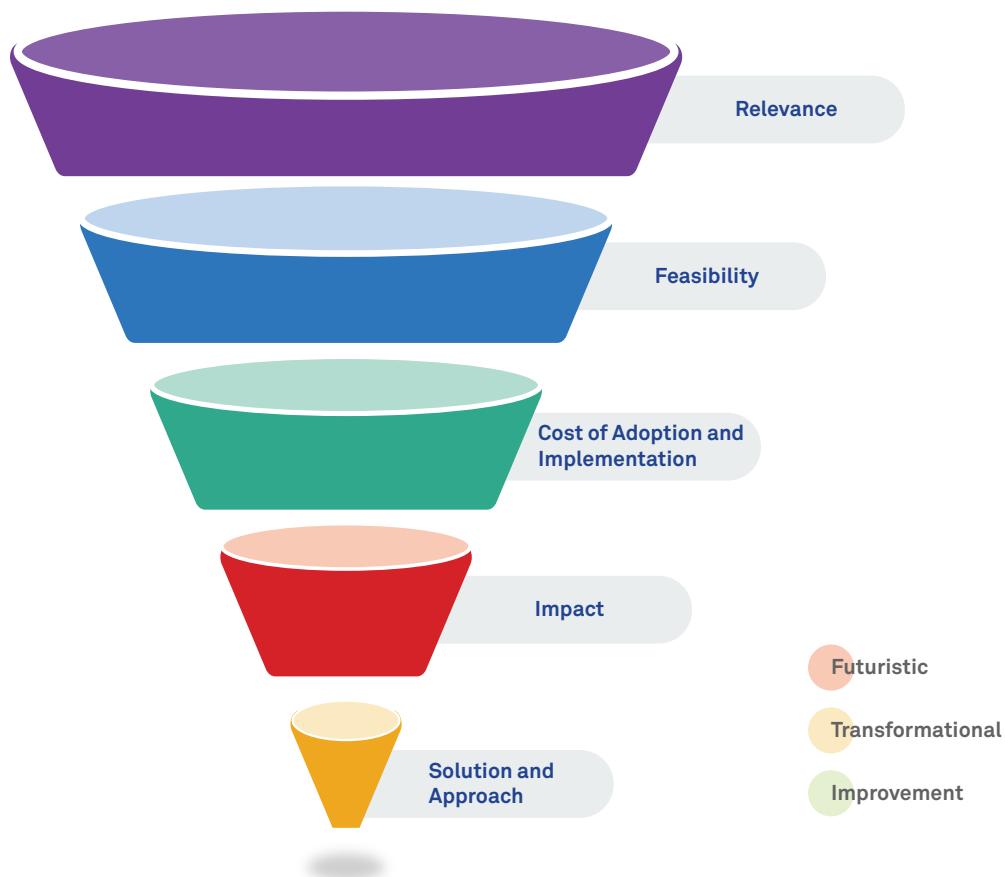 Relevance
Feasibility
Cost of Adoption and
Implementation
Impact
Futuristic
Transformational
Solution and
Approach
Improvement